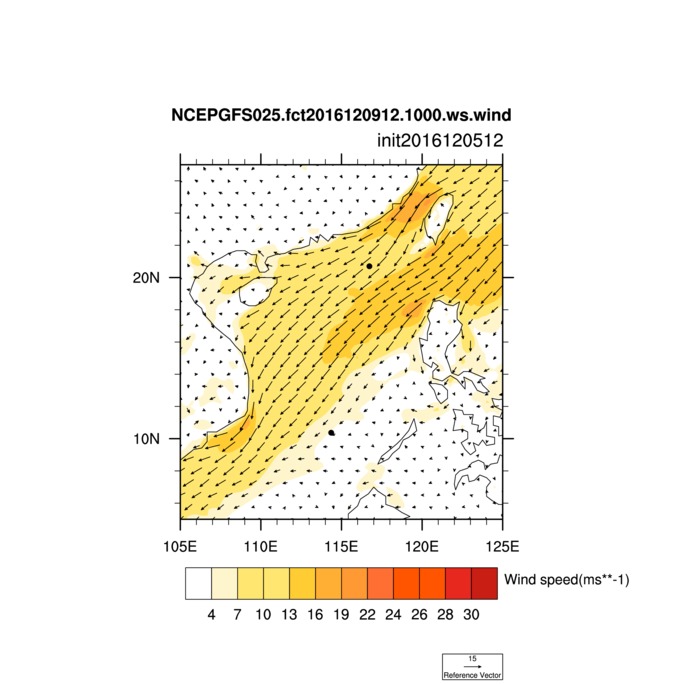 NCEPGFS025.fct2016120912.1000.ws.wind
init2016120512
20N
10N
105E 110E 115E 120E 125E
Wind speed(ms**-1)
4 7 10 13 16 19 22 24 26 28 30
15
Reference Vector